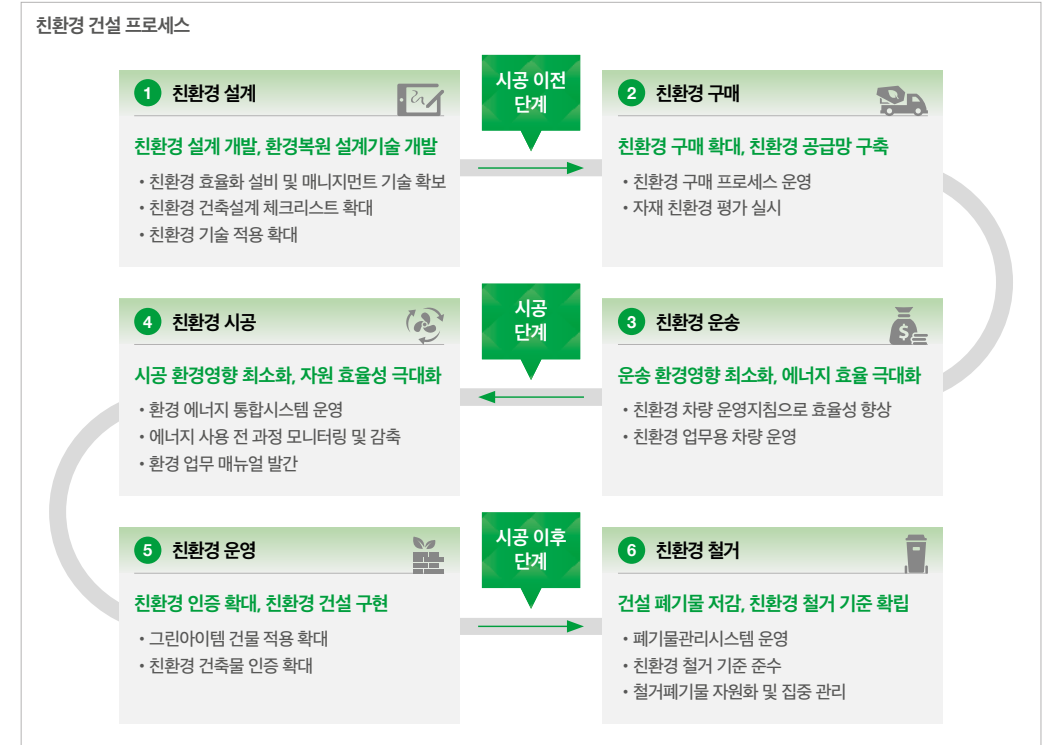 친환경 건설 프로세스
시공 이전
단계
1 친환경 설계
친환경 설계 개발, 환경복원 설계기술 개발
• 친환경 효율화 설비 및 매니지먼트 기술 확보
• 친환경 건축설계 체크리스트 확대
• 친환경 기술 적용 확대
2 친환경 구매
친환경 구매 확대, 친환경 공급망 구축
• 친환경 구매 프로세스 운영
• 자재 친환경 평가 실시
시공
단계
3 친환경 운송
$
운송 환경영향 최소화, 에너지 효율 극대화
• 친환경 차량 운영지침으로 효율성 향상
• 친환경 업무용 차량 운영
4 친환경 시공
시공 환경영향 최소화, 자원 효율성 극대화
• 환경 에너지 통합시스템 운영
• 에너지 사용 전 과정 모니터링 및 감축
• 환경 업무 매뉴얼 발간
시공 이후
단계
5 친환경 운영
친환경 인증 확대, 친환경 건설 구현
• 그린아이템 건물 적용 확대
• 친환경 건축물 인증 확대
6 친환경 철거
건설 폐기물 저감, 친환경 철거 기준 확립
• 폐기물관리시스템 운영
• 친환경 철거 기준 준수
• 철거폐기물 자원화 및 집중 관리